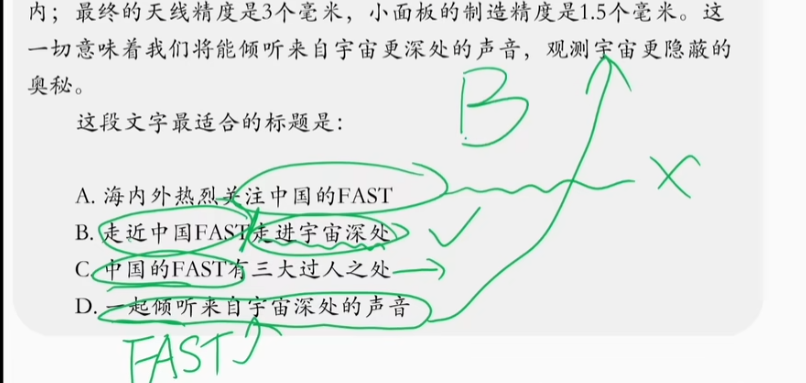 内；最终的天线精度是3个毫米，小面板的制造精度是1.5个毫米。这
一切意味着我们将能倾听来自宇宙更深处的声音，观测宇宙更隐蔽的
奥秘。
B
这段文字最适合的标题是：
A. 海内外热烈关注中国的FAST
B. 走近中国FAST走进宇宙深处
C. 中国的FAST有三大过人之处
D. 一起倾听来自宇宙深处的声音
FAST